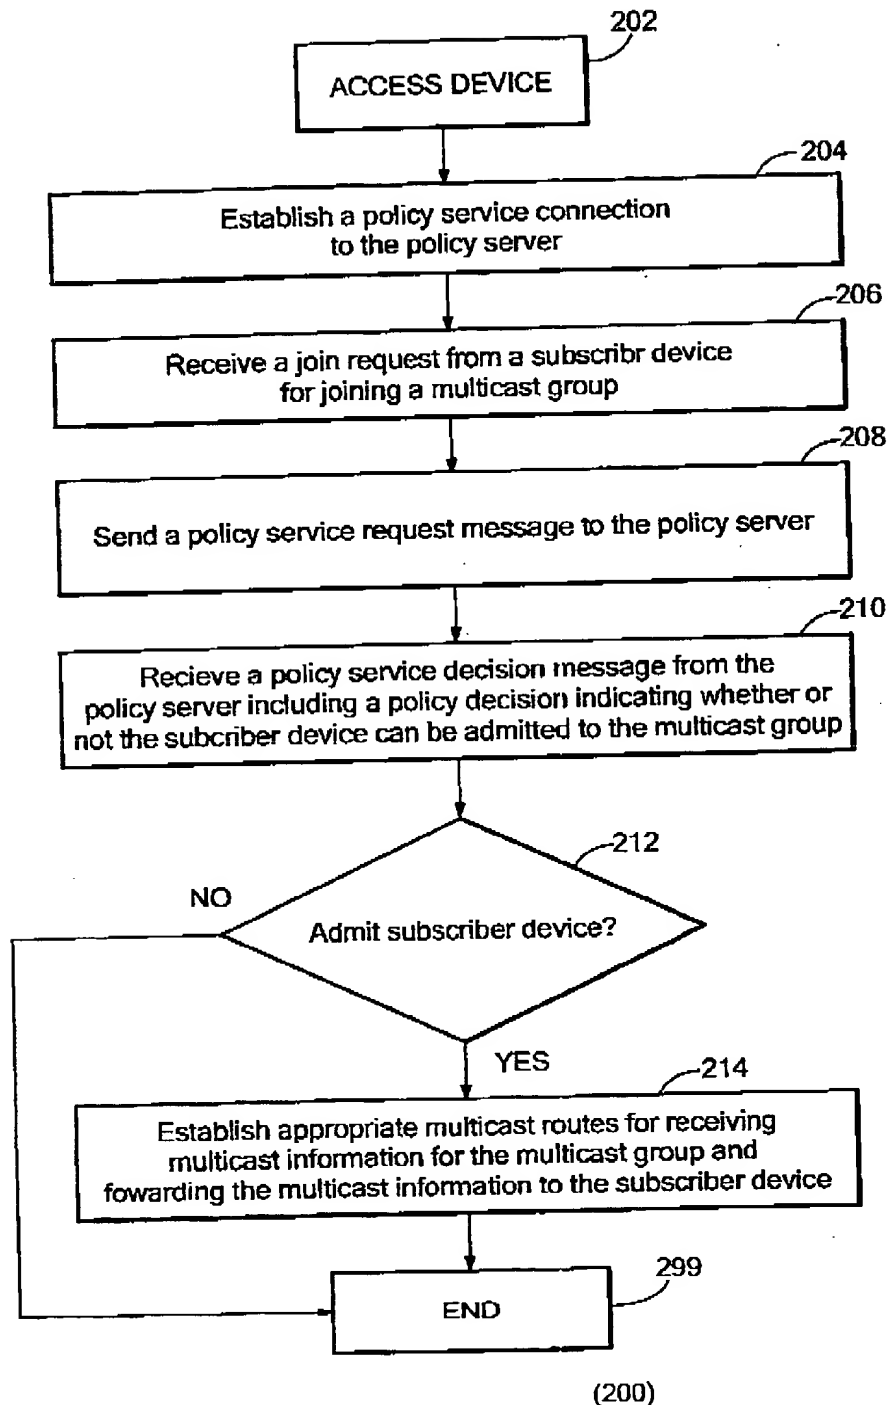 202
ACCESS DEVICE
204
Establish a policy service connection
to the policy server
206
Receive a join request from a subscribr device
for joining a multicast group
208
Send a policy service request message to the policy server
210
Recieve a policy service decision message from the
policy server including a policy decision indicating whether or
not the subcriber device can be admitted to the multicast group
212
NO
Admit subscriber device?
YES
214
Establish appropriate multicast routes for receiving
multicast information for the multicast group and
fowarding the multicast information to the subscriber device
299
END
(200)